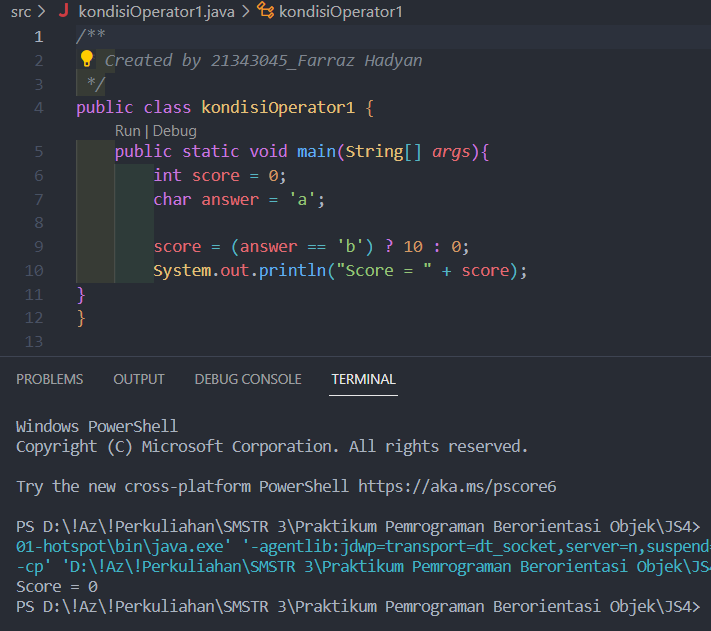 src > kondisiOperator1.java > kondisiOperator1
1 /**
2 Created by 21343045_Farraz Hadyan
3 */
4 public class kondisiOperator1 {
Run | Debug
5 public static void main(String[] args){
6 int score = 0;
7 char answer = 'a';
8
9 score = (answer == 'b') ? 10 : 0;
10 System.out.println("Score = " + score);
11 }
12 }
13
PROBLEMS OUTPUT DEBUG CONSOLE TERMINAL
Windows PowerShell
Copyright (C) Microsoft Corporation. All rights reserved.
Try the new cross-platform PowerShell https://aka.ms/pscore6
PS D:\!Az\!Perkuliahan\SMSTR 3\Praktikum Pemrograman Berorientasi Objek\JS4>
01-hotspot\bin\java.exe' '-agentlib:jdwp=transport=dt_socket,server=n,suspend=
-cp' 'D:\!Az\!Perkuliahan\SMSTR 3\Praktikum Pemrograman Berorientasi Objek\JS4
Score = 0
PS D:\!Az\!Perkuliahan\SMSTR 3\Praktikum Pemrograman Berorientasi Objek\JS4>